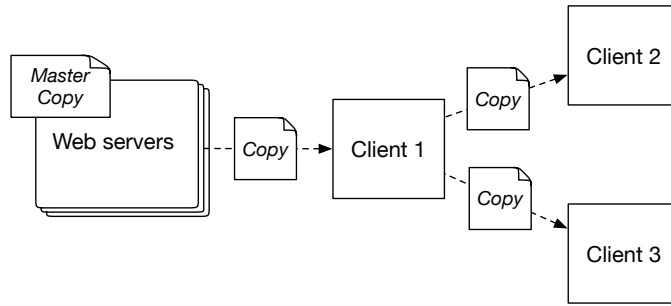 Master
Copy
Web servers
Copy
Client 1
Copy
Client 2
Copy
Client 3